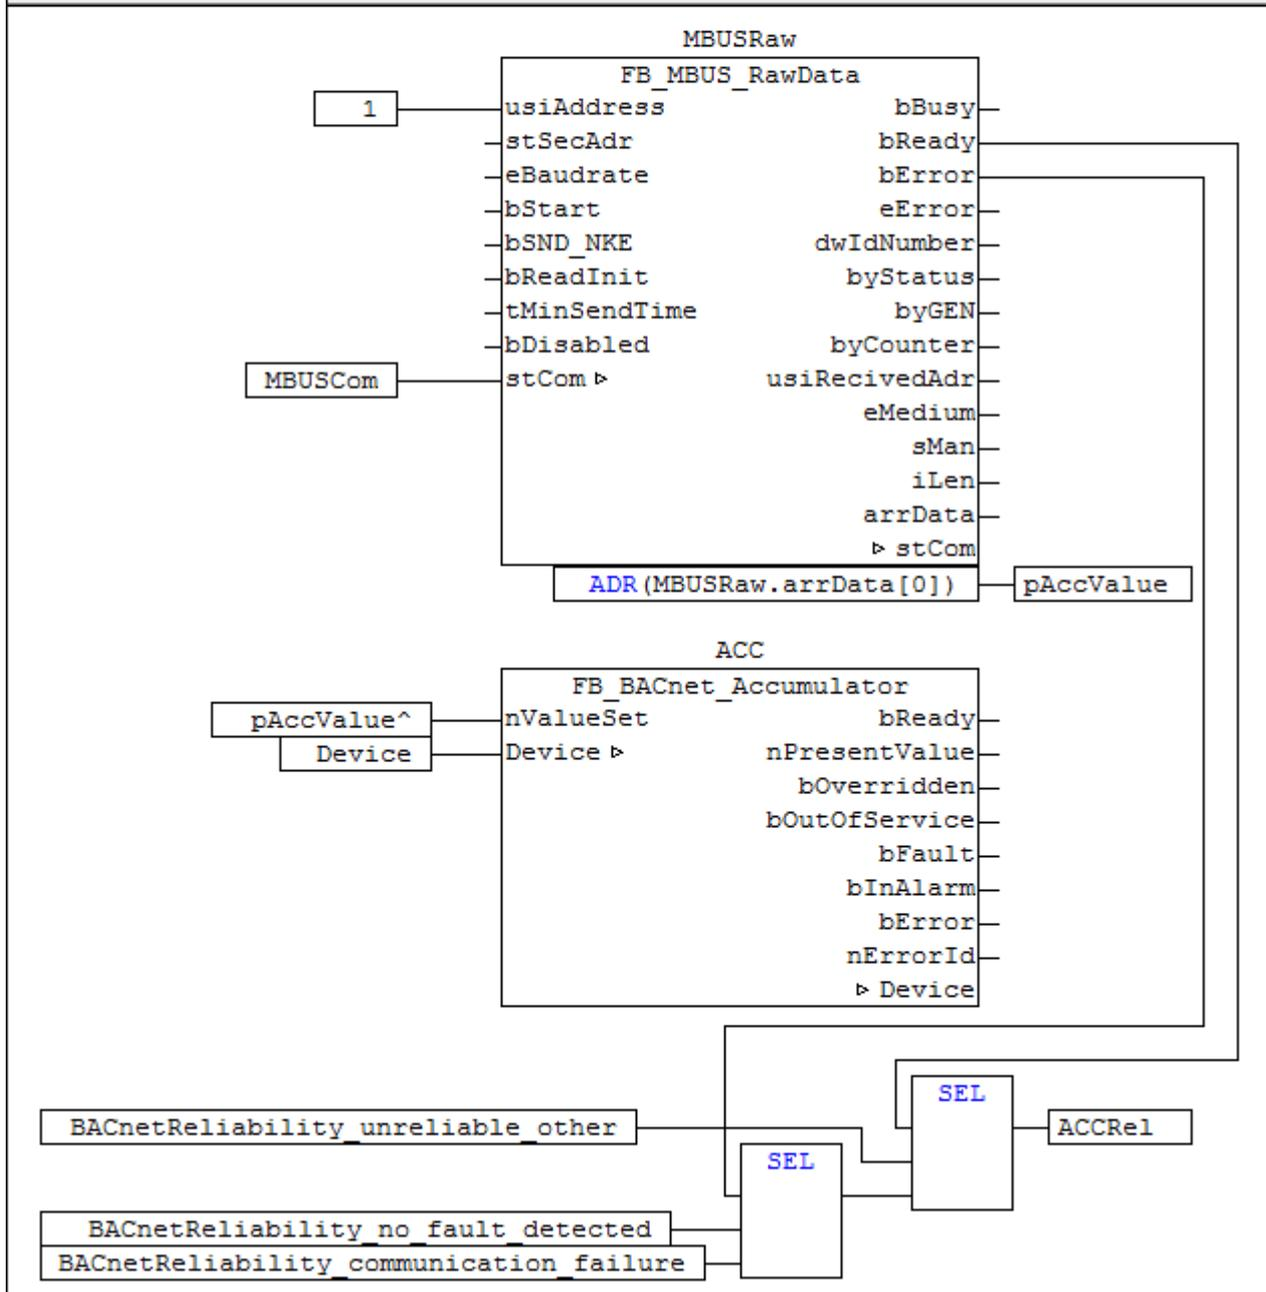 MBUSRaw
FB_MBUS_RawData
1 usiAddress bBusy
stSecAdr bReady
eBaudrate bError
bStart eError
bSND_NKE dwIdNumber
bReadInit byStatus
tMinSendTime byGEN
bDisabled byCounter
MBUSCom stCom usiRecivedAdr
eMedium
sMan
iLen
arrData
stCom
ADR(MBUSRaw.arrData[0]) pAccValue
ACC
FB_BACnet_Accumulator
pAccValue^ nValueSet bReady
Device Device nPresentValue
bOverridden
bOutOfService
bFault
bInAlarm
bError
nErrorId
Device
SEL
BACnetReliability_unreliable_other ACCRel
SEL
BACnetReliability_no_fault_detected
BACnetReliability_communication_failure